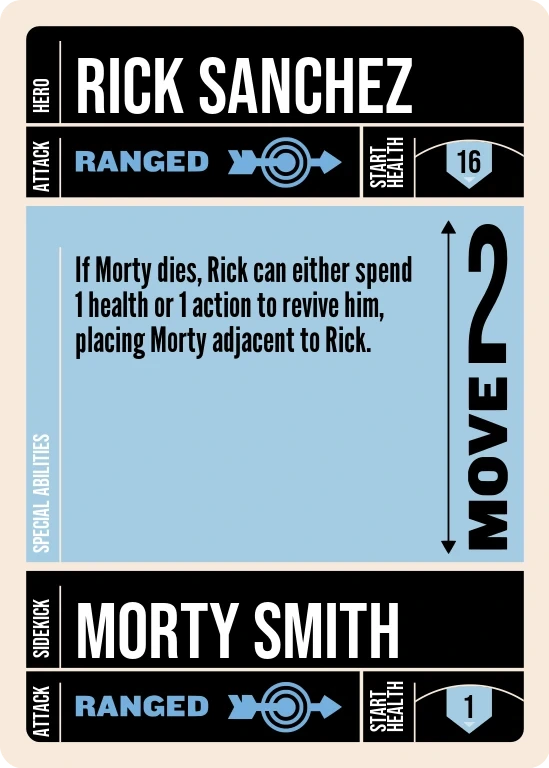 HERO
RICK SANCHEZ
ATTACK
RANGED
START
HEALTH
16
SPECIAL ABILITIES
If Morty dies, Rick can either spend
1 health or 1 action to revive him,
placing Morty adjacent to Rick.
MOVE 2
SIDEKICK
MORTY SMITH
ATTACK
RANGED
START
HEALTH
1